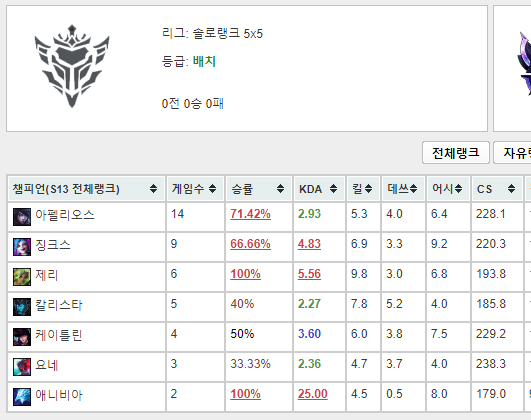 리그: 솔로랭크 5x5
등급: 배치
0전 0승 0패
전체랭크 자유랭
챔피언(S13 전체랭크) 게임수 승률 KDA 킬 데쓰 어시 CS
아펠리오스 14 71.42% 2.93 5.3 4.0 6.4 228.1
징크스 9 66.66% 4.83 6.9 3.3 9.2 220.3
제리 6 100% 5.56 9.8 3.0 6.8 193.8
칼리스타 5 40% 2.27 7.8 5.2 4.0 185.8
케이틀린 4 50% 3.60 6.0 3.8 7.5 229.2
요네 3 33.33% 2.36 4.7 3.7 4.0 238.3
애니비아 2 100% 25.00 4.5 0.5 8.0 179.0